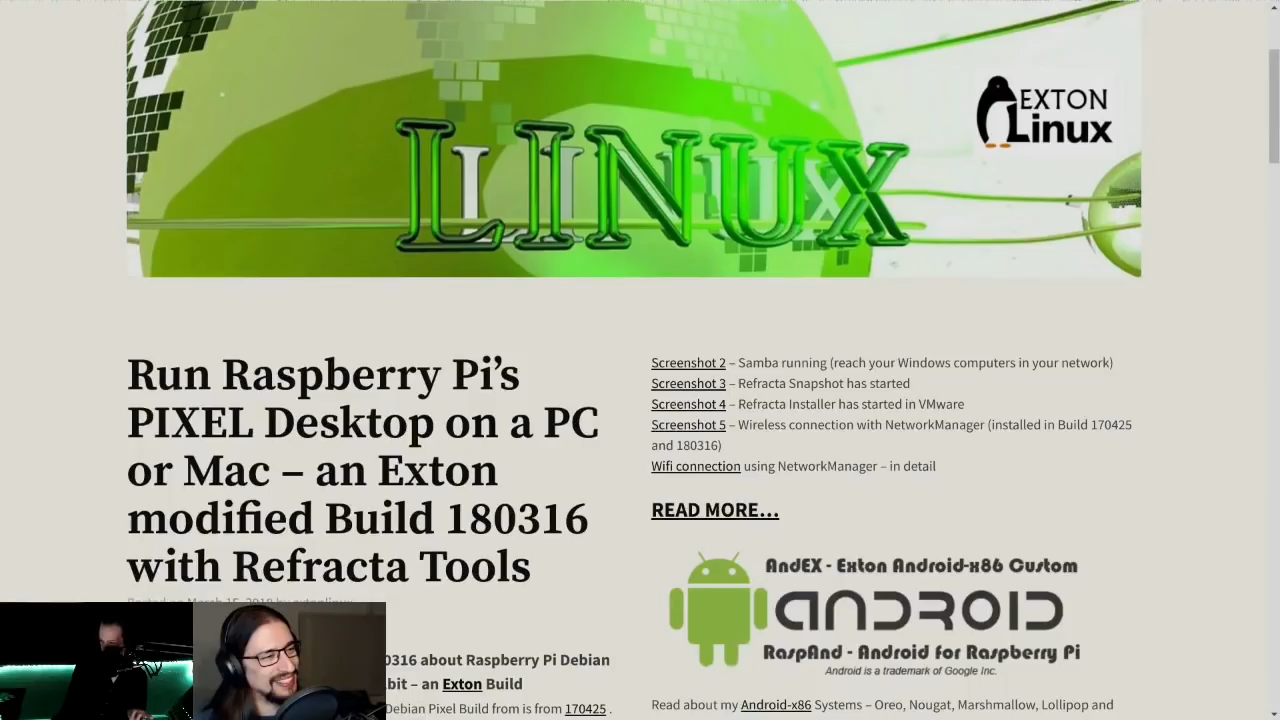 LINUX
EXTON
Linux
Run Raspberry Pi's
PIXEL Desktop on a PC
or Mac – an Exton
modified Build 180316
with Refracta Tools
0316 about Raspberry Pi Debian
bit – an Exton Build
Debian Pixel Build from is from 170425 .
Screenshot 2 – Samba running (reach your Windows computers in your network)
Screenshot 3 – Refracta Snapshot has started
Screenshot 4 – Refracta Installer has started in VMware
Screenshot 5 – Wireless connection with NetworkManager (installed in Build 170425
and 180316)
Wifi connection using NetworkManager – in detail
READ MORE…
AndEX - Exton Android-x86 Custom
ANDROID
RaspAnd - Android for Raspberry Pi
Android is a trademark of Google Inc.
Read about my Android-x86 Systems – Oreo, Nougat, Marshmallow, Lollipop and